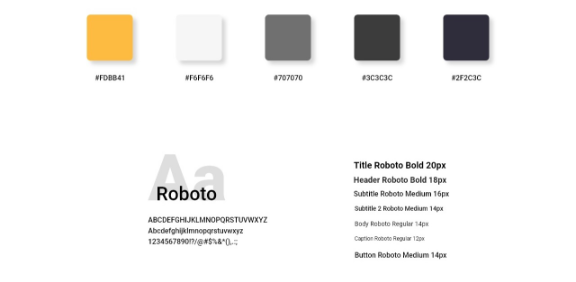 #FDBB41 #F6F6F6 #707070 #3C3C3C #2F2C3C
Aa
Roboto
ABCDEFGHIJKLMNOPQRSTUVWXYZ
Abcdefghijklmnopqrstuvwxyz
1234567890!?/@#$%&*(),.:;
Title Roboto Bold 20px
Header Roboto Bold 18px
Subtitle Roboto Medium 16px
Subtitle 2 Roboto Medium 14px
Body Roboto Regular 14px
Caption Roboto Regular 12px
Button Roboto Medium 14px